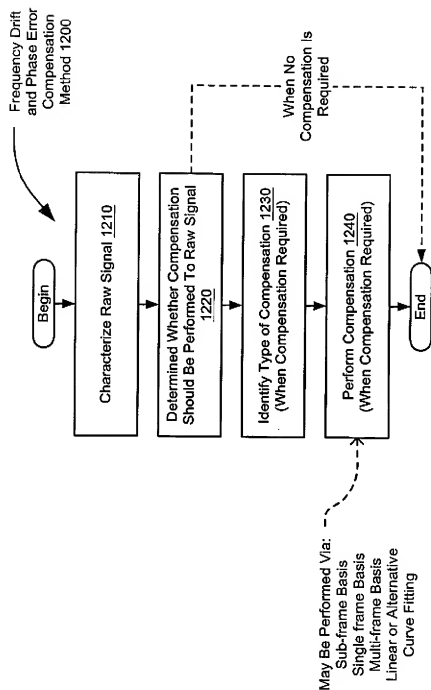 Frequency Drift
and Phase Error
Compensation
Method 1200
Begin
Characterize Raw Signal 1210
Determined Whether Compensation
Should Be Performed To Raw Signal
1220
When No
Compensation Is
Required
Identify Type of Compensation 1230
(When Compensation Required)
Perform Compensation 1240
(When Compensation Required)
End
May Be Performed Via:
Sub-frame Basis
Single frame Basis
Multi-frame Basis
Linear or Alternative
Curve Fitting